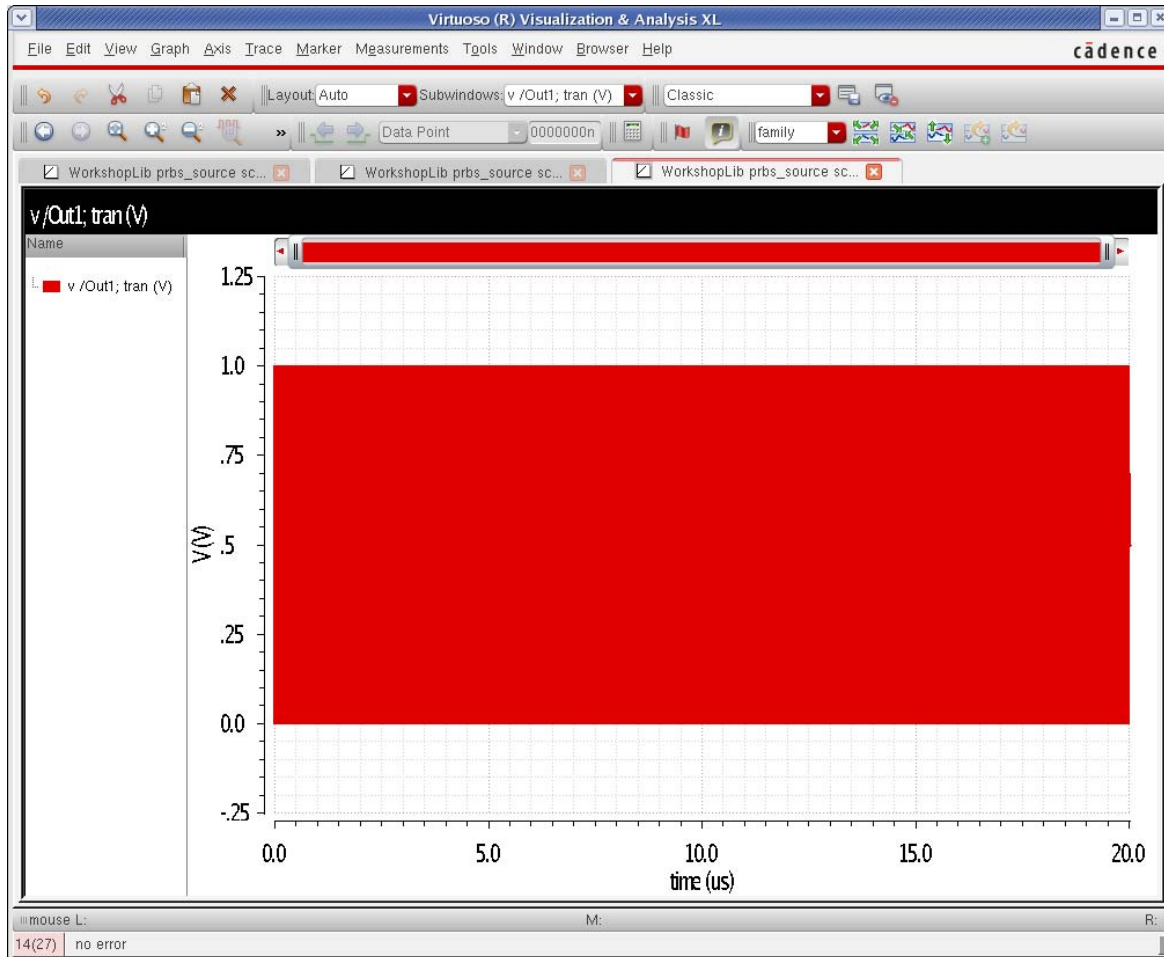 Virtuoso (R) Visualization & Analysis XL
File Edit View Graph Axis Trace Marker Measurements Tools Window Browser Help cādence
Layout: Auto Subwindows: v /Out1; tran (V) Classic
» Data Point 0000000n family
WorkshopLib prbs_source sc... WorkshopLib prbs_source sc... WorkshopLib prbs_source sc...
v /Out1; tran (V)
Name
v /Out1; tran (V)
1.25
1.0
.75
V (V)
.5
.25
0.0
-.25
0.0 5.0 10.0 15.0 20.0
time (us)
mouse L: M: R:
14(27) no error